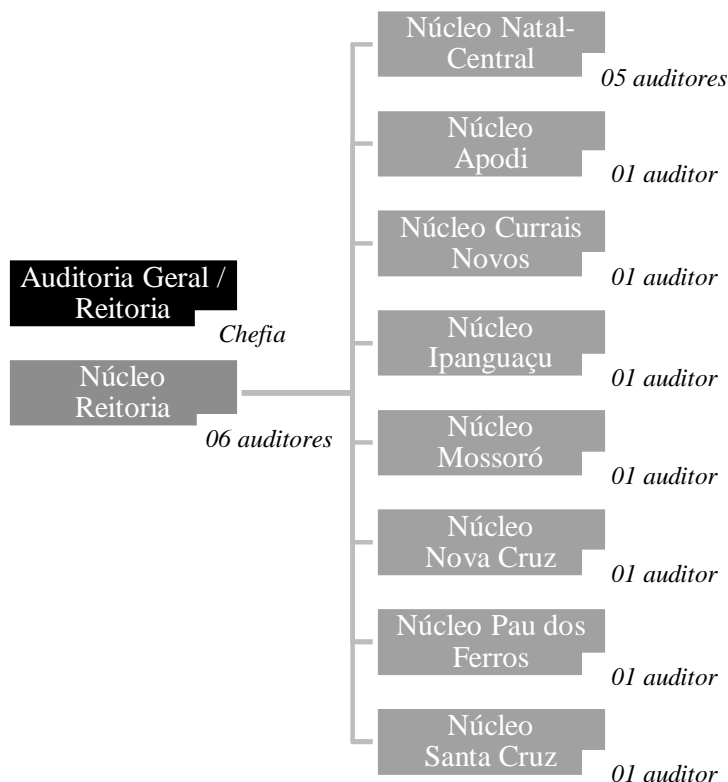 Auditoria Geral /
Reitoria
Chefia
Núcleo
Reitoria
06 auditores
Núcleo Natal-
Central
05 auditores
Núcleo
Apodi
01 auditor
Núcleo Currais
Novos
01 auditor
Núcleo
Ipanguaçu
01 auditor
Núcleo
Mossoró
01 auditor
Núcleo
Nova Cruz
01 auditor
Núcleo Pau dos
Ferros
01 auditor
Núcleo
Santa Cruz
01 auditor